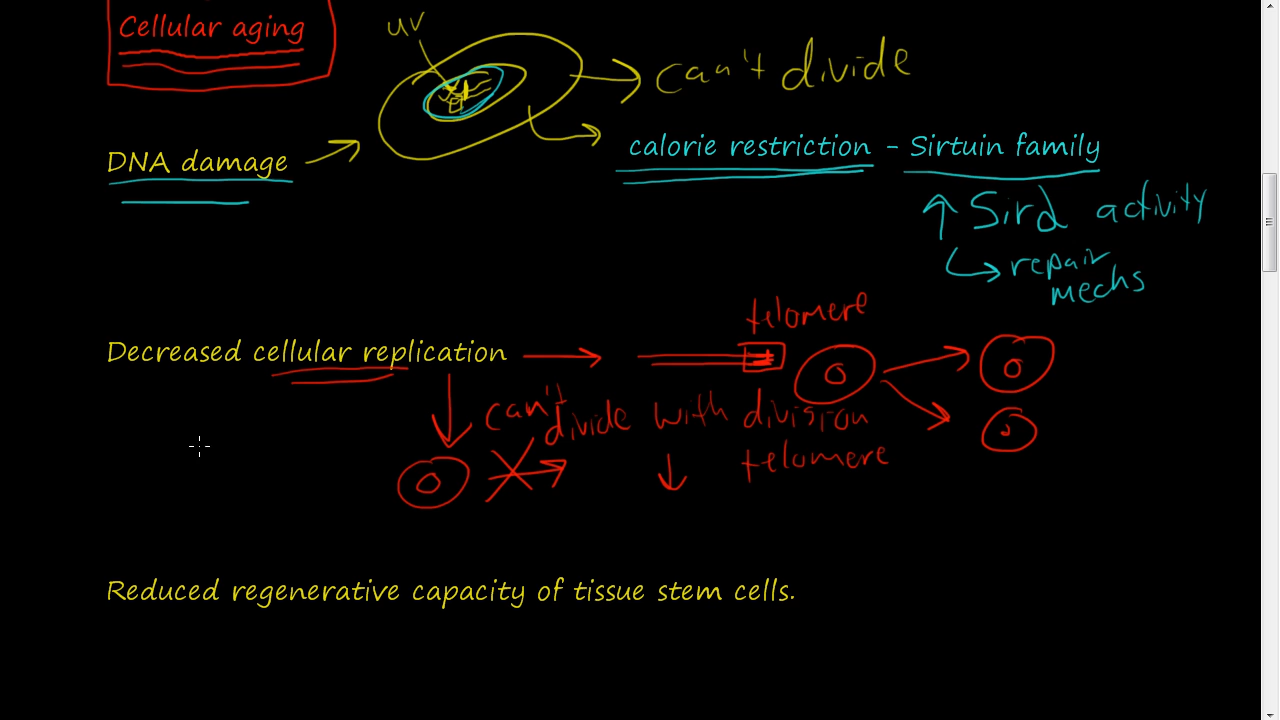 Cellular aging
uv
can't divide
DNA damage
calorie restriction - Sirtuin family
↑ Sird activity
repair
mechs
telomere
Decreased cellular replication
can't
divide with division
↓ telomere
Reduced regenerative capacity of tissue stem cells.